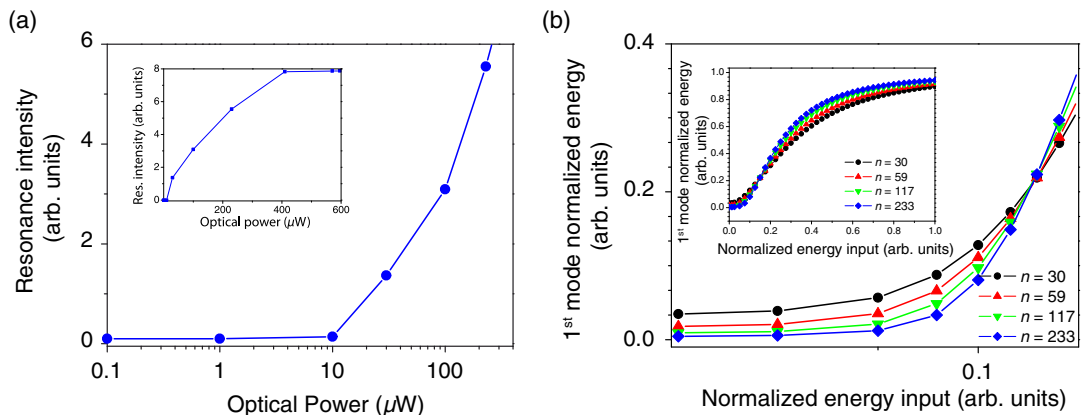 (a)
6
4
2
0
Resonance intensity
(arb. units)
0.1
1
10
100
Optical Power (µW)
8
6
4
2
0
Res. intensity (arb. units)
0
200
400
600
Optical power (µW)
(b)
0.4
0.2
0.0
1st mode normalized energy
(arb. units)
0.1
Normalized energy input (arb. units)
n = 30
n = 59
n = 117
n = 233
1.0
0.8
0.6
0.4
0.2
0.0
1st mode normalized energy
(arb. units)
0.0
0.2
0.4
0.6
0.8
1.0
Normalized energy input (arb. units)
n = 30
n = 59
n = 117
n = 233